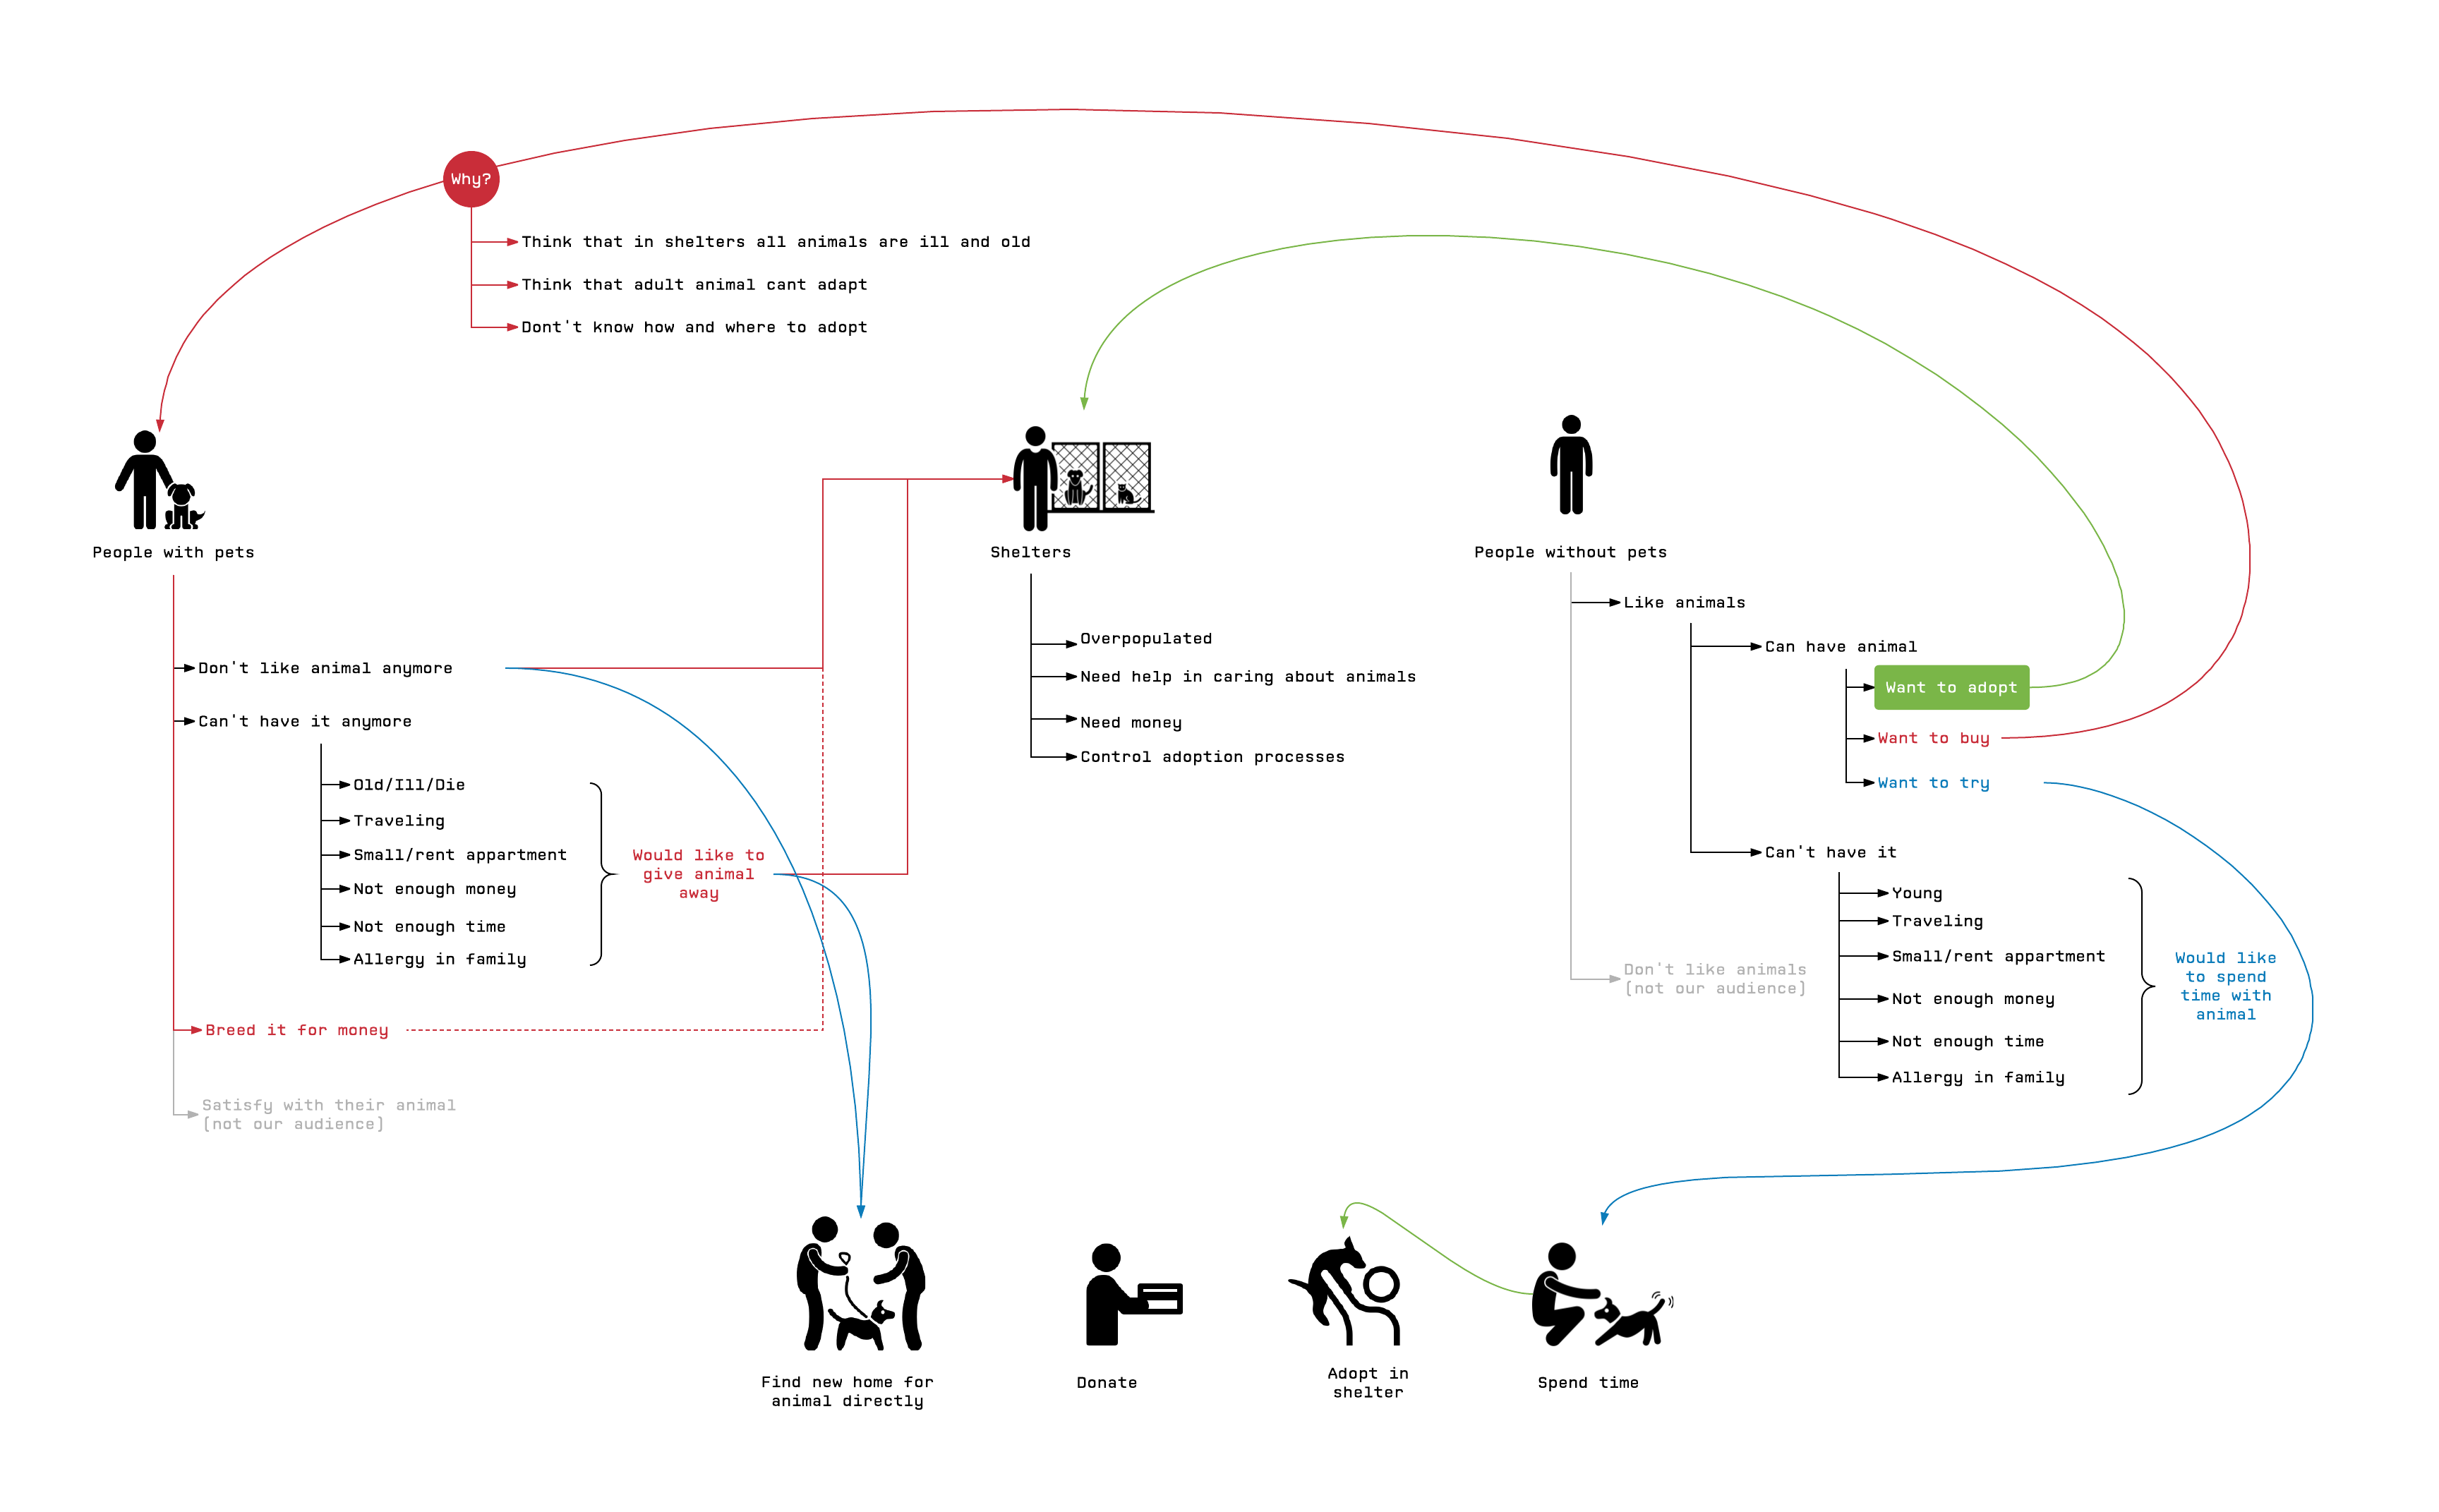 Why?
Think that in shelters all animals are ill and old
Think that adult animal cant adapt
Dont't know how and where to adopt
People with pets
Don't like animal anymore
Can't have it anymore
Old/Ill/Die
Traveling
Small/rent appartment
Not enough money
Not enough time
Allergy in family
Would like to
give animal
away
Breed it for money
Satisfy with their animal
(not our audience)
Shelters
Overpopulated
Need help in caring about animals
Need money
Control adoption processes
People without pets
Like animals
Can have animal
Want to adopt
Want to buy
Want to try
Can't have it
Young
Traveling
Small/rent appartment
Not enough money
Not enough time
Allergy in family
Would like
to spend
time with
animal
Don't like animals
(not our audience)
Find new home for
animal directly
Donate
Adopt in
shelter
Spend time